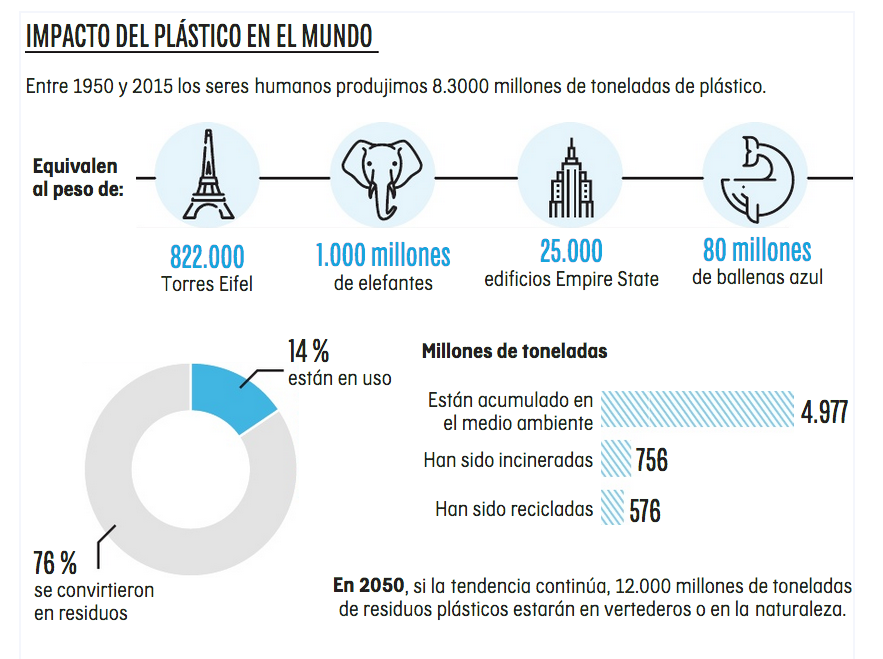 IMPACTO DEL PLÁSTICO EN EL MUNDO
Entre 1950 y 2015 los seres humanos produjimos 8.3000 millones de toneladas de plástico.
Equivalen
al peso de:
822.000
Torres Eifel
1.000 millones
de elefantes
25.000
edificios Empire State
80 millones
de ballenas azul
14 %
están en uso
76 %
se convirtieron
en residuos
Millones de toneladas
Están acumulado en
el medio ambiente
4.977
Han sido incineradas
756
Han sido recicladas
576
En 2050, si la tendencia continúa, 12.000 millones de toneladas
de residuos plásticos estarán en vertederos o en la naturaleza.